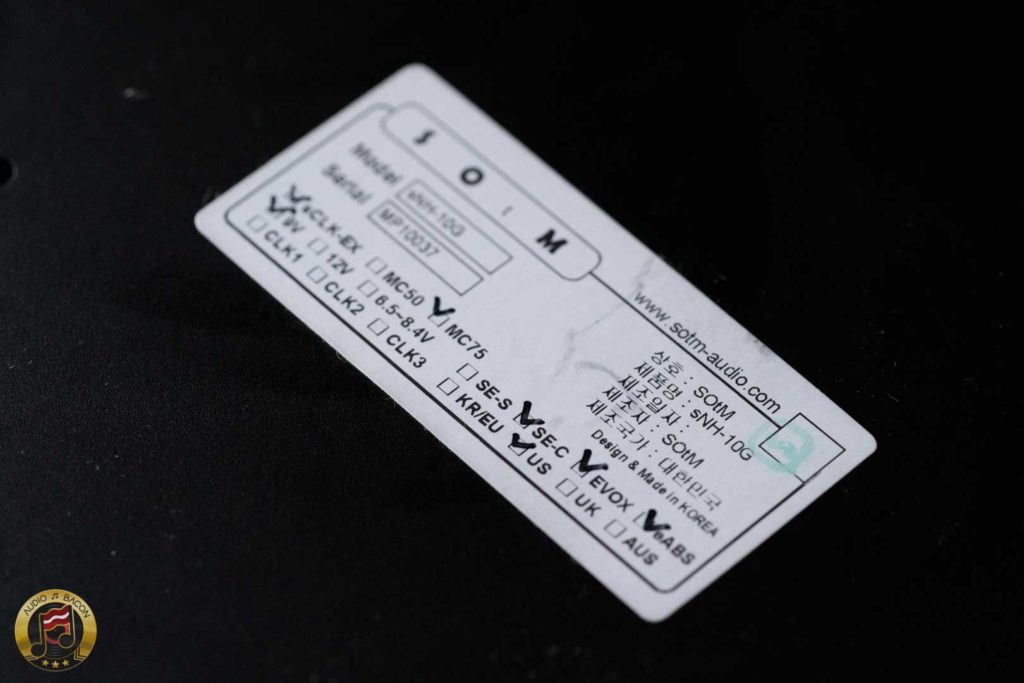 SOtM
Model sNH-10G
Serial MP10037
sCLK-EX MC50 MC75 SE-S SE-C EVOX eABS
9V 12V 6.5~8.4V KR/EU US UK AUS
CLK1 CLK2 CLK3
www.sotm-audio.com
상호 : SOtM
제품명 : sNH-10G
제조일자 :
제조자 : SOtM
제조국가 : 대한민국
Design & Made in KOREA
AUDIO BACON